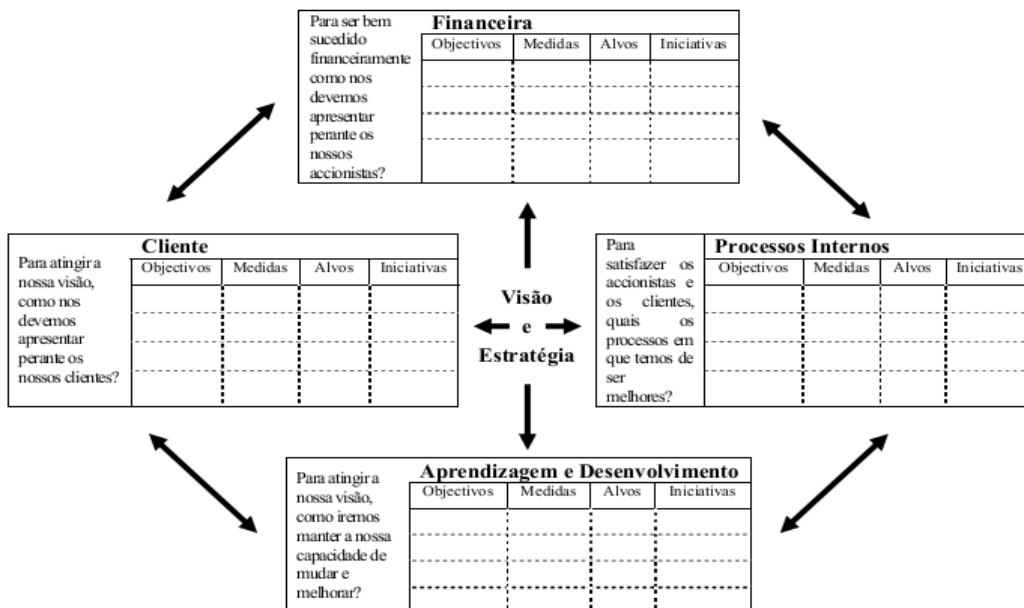 Para ser bem
sucedido
financeiramente
como nos
devemos
apresentar
perante os
nossos
accionistas?
Financeira
Objectivos Medidas Alvos Iniciativas
Para atingir a
nossa visão,
como nos
devemos
apresentar
perante os
nossos clientes?
Cliente
Objectivos Medidas Alvos Iniciativas
Visão
e
Estratégia
Para
satisfazer os
accionistas e
os clientes,
quais os
processos em
que temos de
ser
melhores?
Processos Internos
Objectivos Medidas Alvos Iniciativas
Para atingir a
nossa visão,
como iremos
manter a nossa
capacidade de
mudar e
melhorar?
Aprendizagem e Desenvolvimento
Objectivos Medidas Alvos Iniciativas